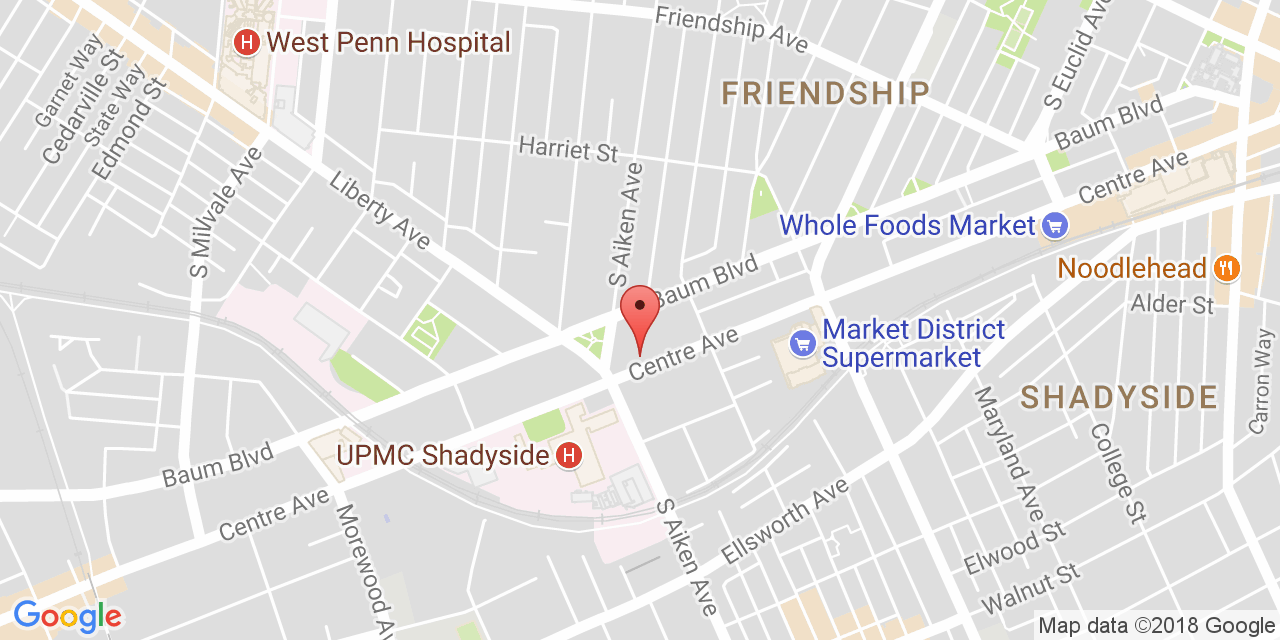 Friendship Ave
H West Penn Hospital
Garnet Way
Cedarville St
State Way
Edmond St
S Euclid Ave
FRIENDSHIP
Baum Blvd
Harriet St
Centre Ave
S Millvale Ave
Liberty Ave
S Aiken Ave
Whole Foods Market
Noodlehead
Baum Blvd
Alder St
Market District
Supermarket
Centre Ave
SHADYSIDE
Carron Way
Maryland Ave
College St
UPMC Shadyside H
Baum Blvd
Centre Ave
Morewood Av
S Aiken Ave
Ellsworth Ave
Elwood St
Walnut St
Google
Map data ©2018 Google